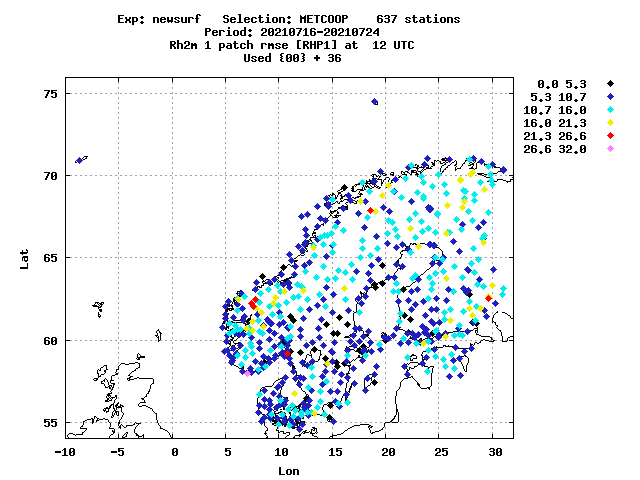 Exp: newsurf   Selection: METCOOP    637 stations
Period: 20210716-20210724
Rh2m 1 patch rmse [RHP1] at  12 UTC
Used {00} + 36
0.0 5.3
5.3 10.7
10.7 16.0
16.0 21.3
21.3 26.6
26.6 32.0
75
70
65
60
55
Lat
-10 -5 0 5 10 15 20 25 30
Lon